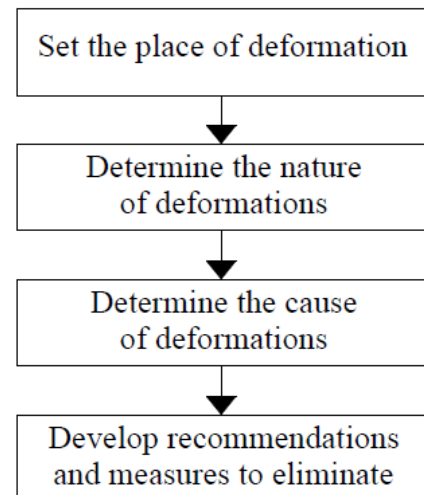 Set the place of deformation
Determine the nature
of deformations
Determine the cause
of deformations
Develop recommendations
and measures to eliminate